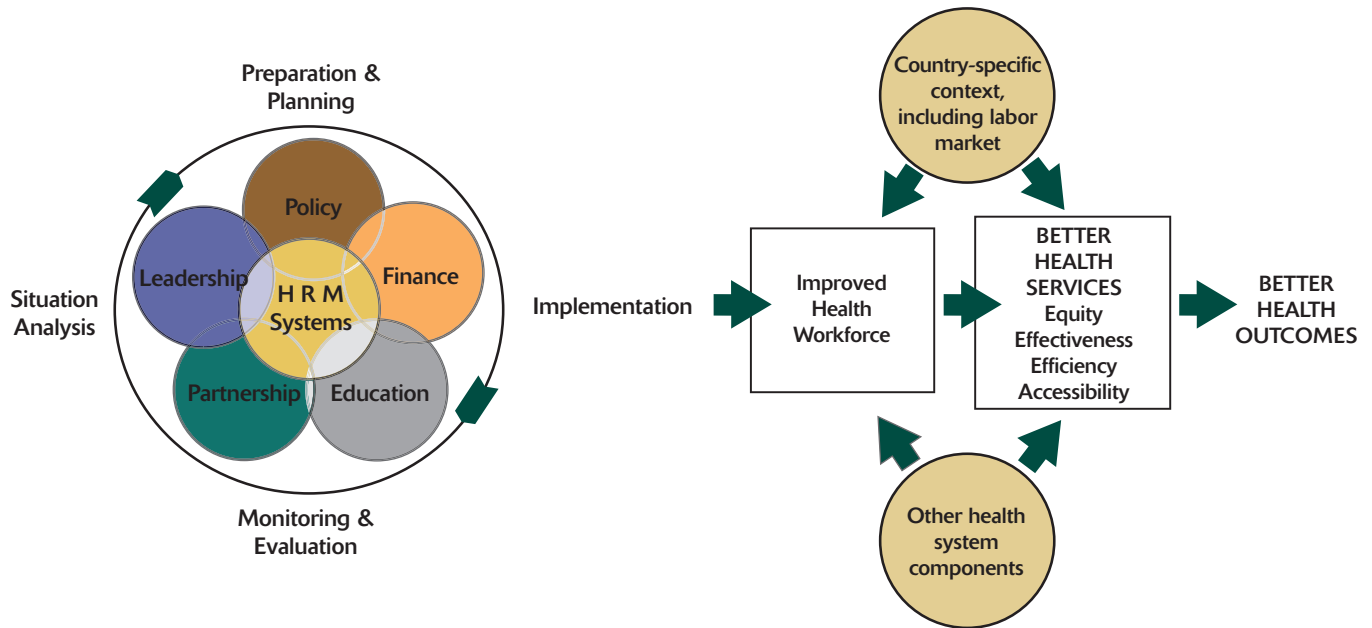 Preparation &
Planning
Policy
Leadership
Finance
H R M
Systems
Partnership
Education
Situation
Analysis
Monitoring &
Evaluation
Implementation
Country-specific
context,
including labor
market
Improved
Health
Workforce
BETTER
HEALTH
SERVICES
Equity
Effectiveness
Efficiency
Accessibility
BETTER
HEALTH
OUTCOMES
Other health
system
components